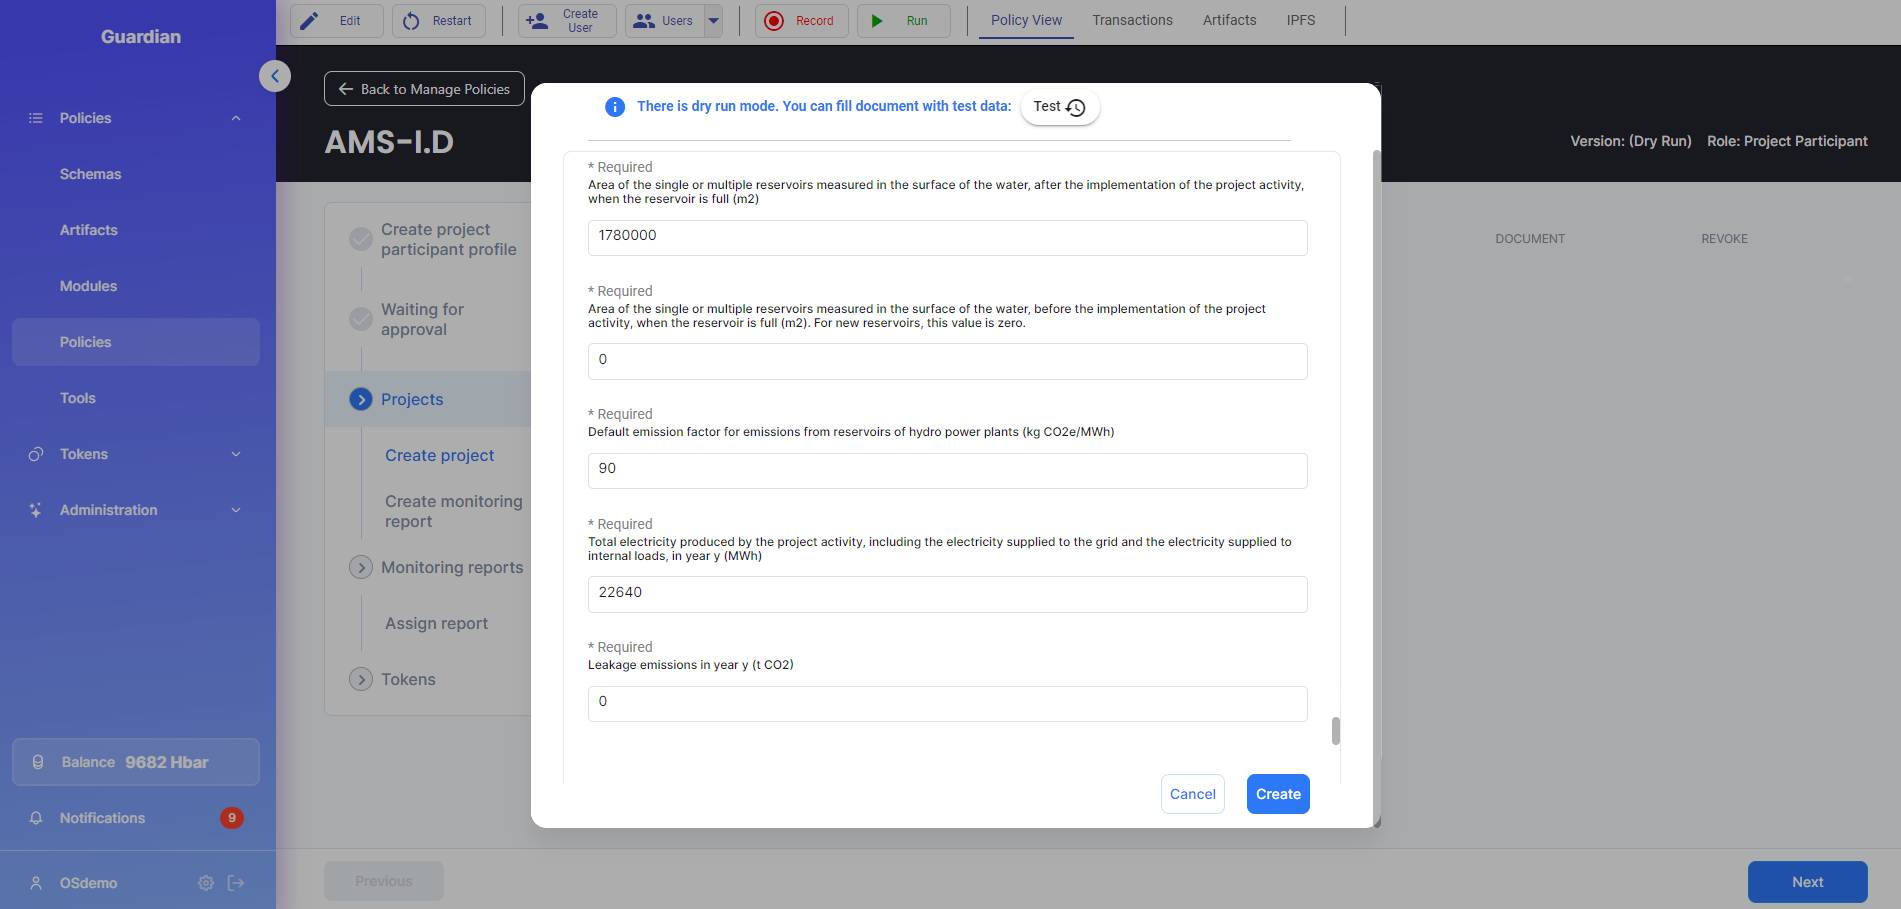 Guardian
Policies
Schemas
Artifacts
Modules
Policies
Tools
Tokens
Administration
Balance 9682 Hbar
Notifications 9
OSdemo
Edit
Restart
Create
User
Users
Record
Run
Policy View
Transactions
Artifacts
IPFS
Back to Manage Policies
AMS-I.D
Version: (Dry Run) Role: Project Participant
Create project
participant profile
Waiting for
approval
Projects
Create project
Create monitoring
report
Monitoring reports
Assign report
Tokens
DOCUMENT
REVOKE
There is dry run mode. You can fill document with test data:
Test
* Required
Area of the single or multiple reservoirs measured in the surface of the water, after the implementation of the project activity,
when the reservoir is full (m2)
1780000
* Required
Area of the single or multiple reservoirs measured in the surface of the water, before the implementation of the project
activity, when the reservoir is full (m2). For new reservoirs, this value is zero.
0
* Required
Default emission factor for emissions from reservoirs of hydro power plants (kg CO2e/MWh)
90
* Required
Total electricity produced by the project activity, including the electricity supplied to the grid and the electricity supplied to
internal loads, in year y (MWh)
22640
* Required
Leakage emissions in year y (t CO2)
0
Cancel
Create
Previous
Next